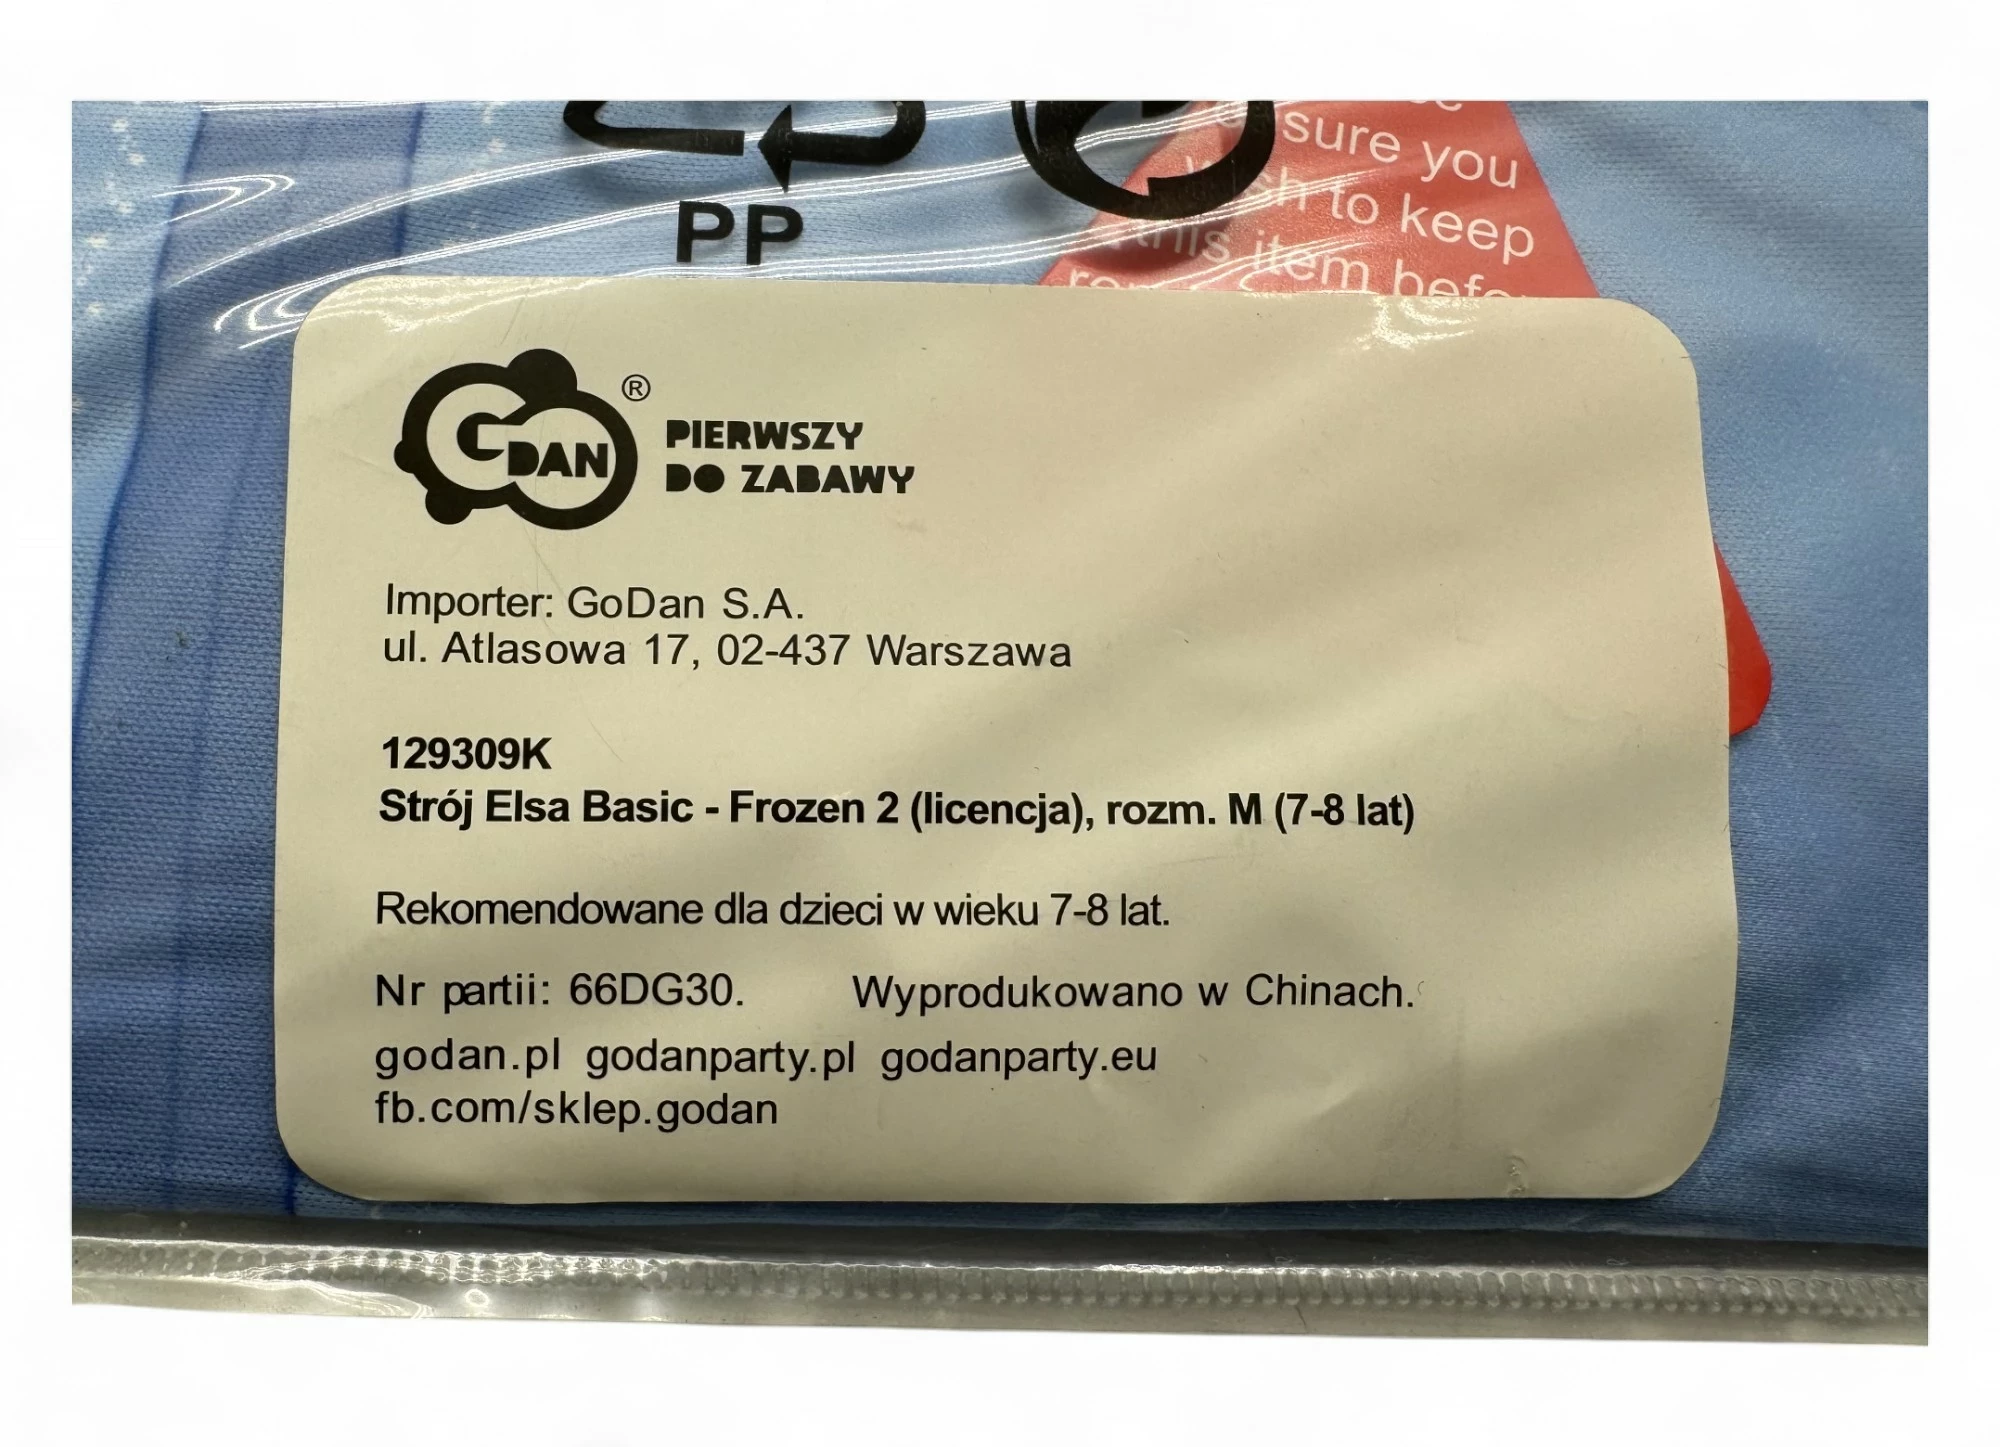 sure you
to keep
PP
this item
GODAN ®
PIERWSZY
DO ZABAWY
Importer: GoDan S.A.
ul. Atlasowa 17, 02-437 Warszawa
129309K
Strój Elsa Basic - Frozen 2 (licencja), rozm. M (7-8 lat)
Rekomendowane dla dzieci w wieku 7-8 lat.
Nr partii: 66DG30. Wyprodukowano w Chinach.
godan.pl godanparty.pl godanparty.eu
fb.com/sklep.godan